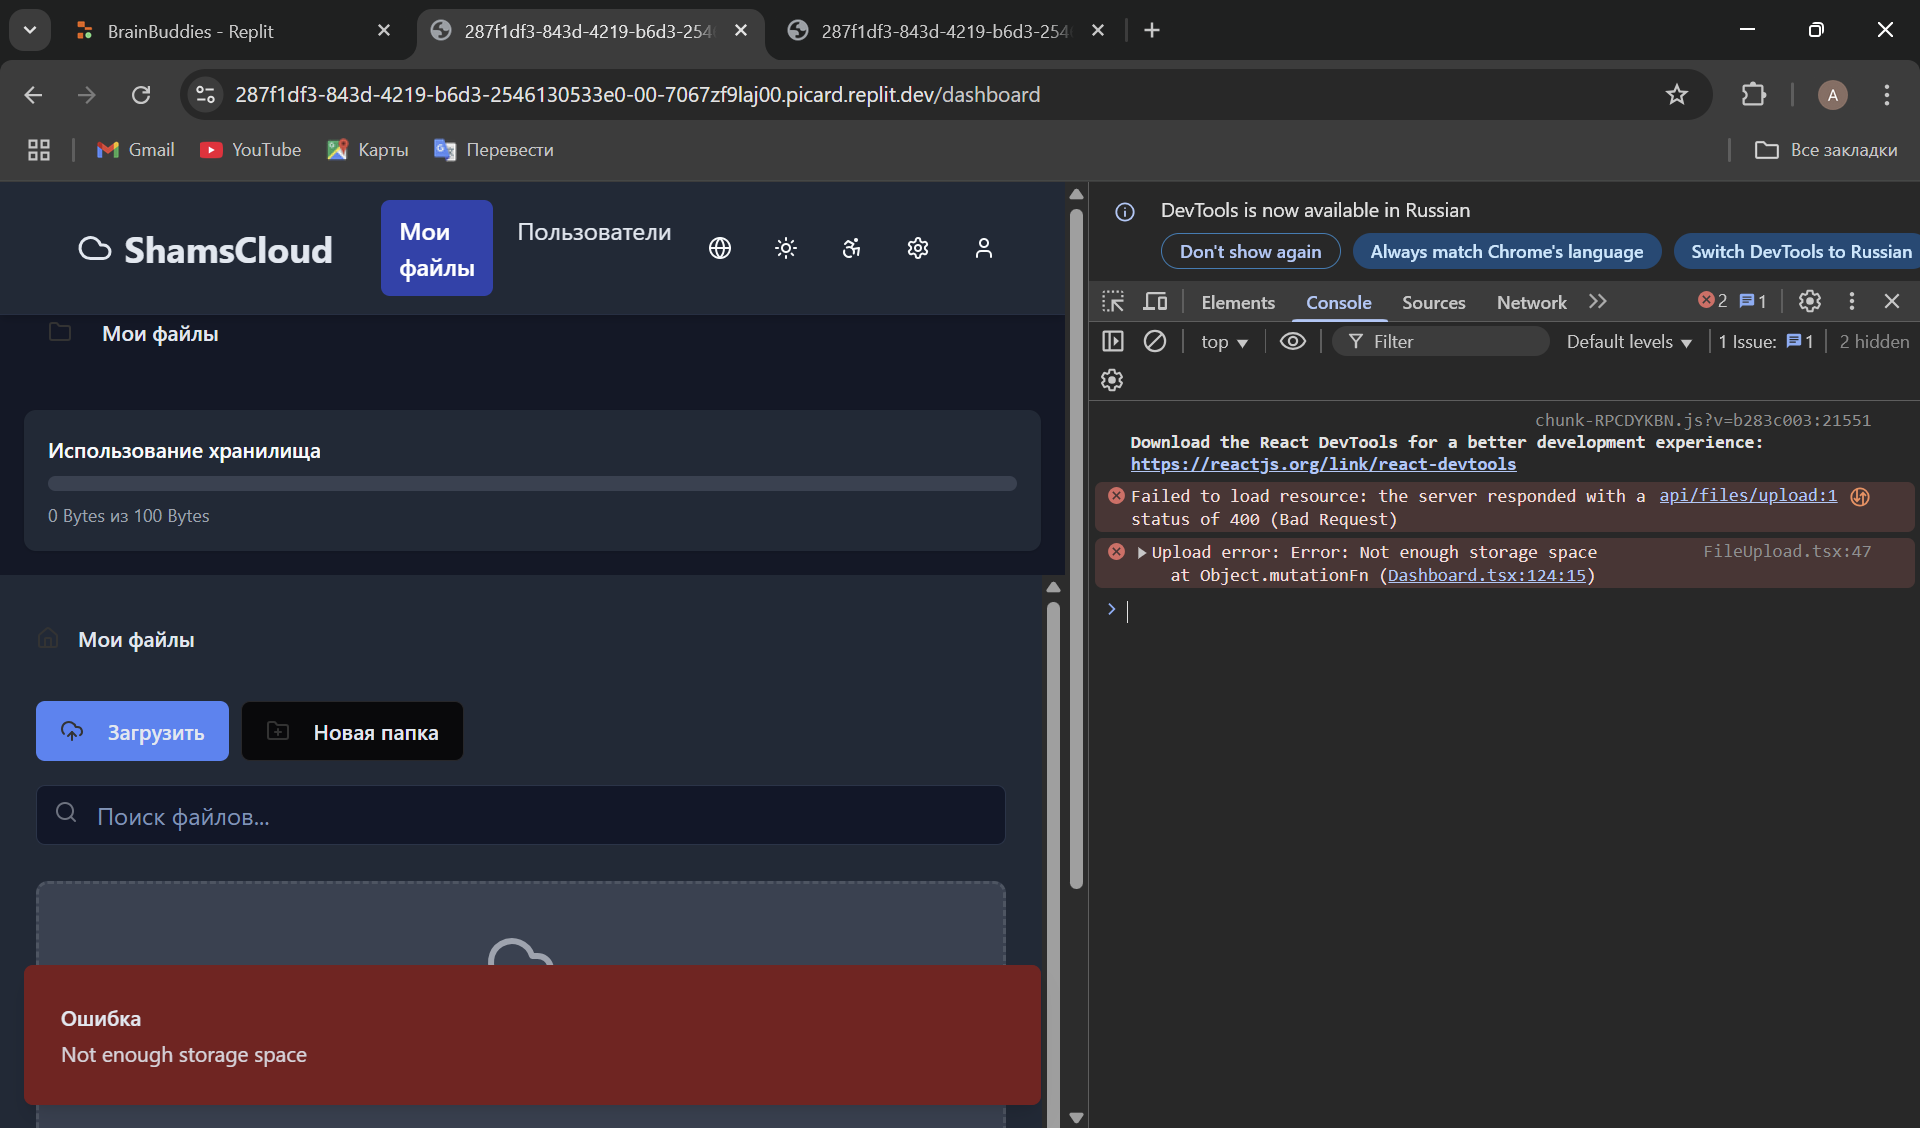 BrainBuddies - Replit
287f1df3-843d-4219-b6d3-254
287f1df3-843d-4219-b6d3-254
287f1df3-843d-4219-b6d3-2546130533e0-00-7067zf9laj00.picard.replit.dev/dashboard
A
Gmail
YouTube
Карты
Перевести
Все закладки
ShamsCloud
Мои файлы
Пользователи
Мои файлы
Использование хранилища
0 Bytes из 100 Bytes
Мои файлы
Загрузить
Новая папка
Поиск файлов...
Ошибка
Not enough storage space
DevTools is now available in Russian
Don't show again
Always match Chrome's language
Switch DevTools to Russian
Elements
Console
Sources
Network
2
1
top
Filter
Default levels
1 Issue: 1
2 hidden
chunk-RPCDYKBN.js?v=b283c003:21551
Download the React DevTools for a better development experience:
https://reactjs.org/link/react-devtools
Failed to load resource: the server responded with a api/files/upload:1
status of 400 (Bad Request)
Upload error: Error: Not enough storage space FileUpload.tsx:47
at Object.mutationFn (Dashboard.tsx:124:15)